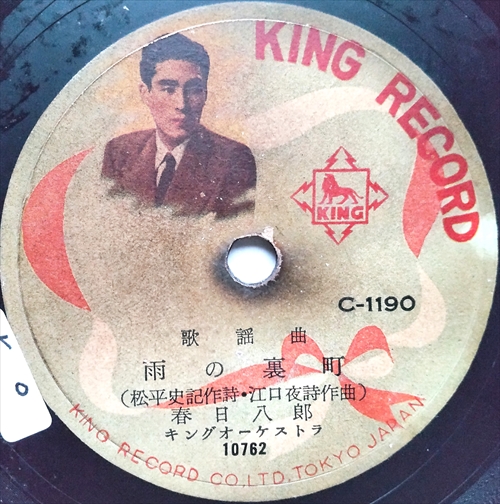 KING RECORD
KING
C-1190
歌謡曲
雨の裏町
(松平史記作詩・江口夜詩作曲)
春日八郎
キングオーケストラ
10762
KING RECORD CO.LTD.TOKYO JAPAN